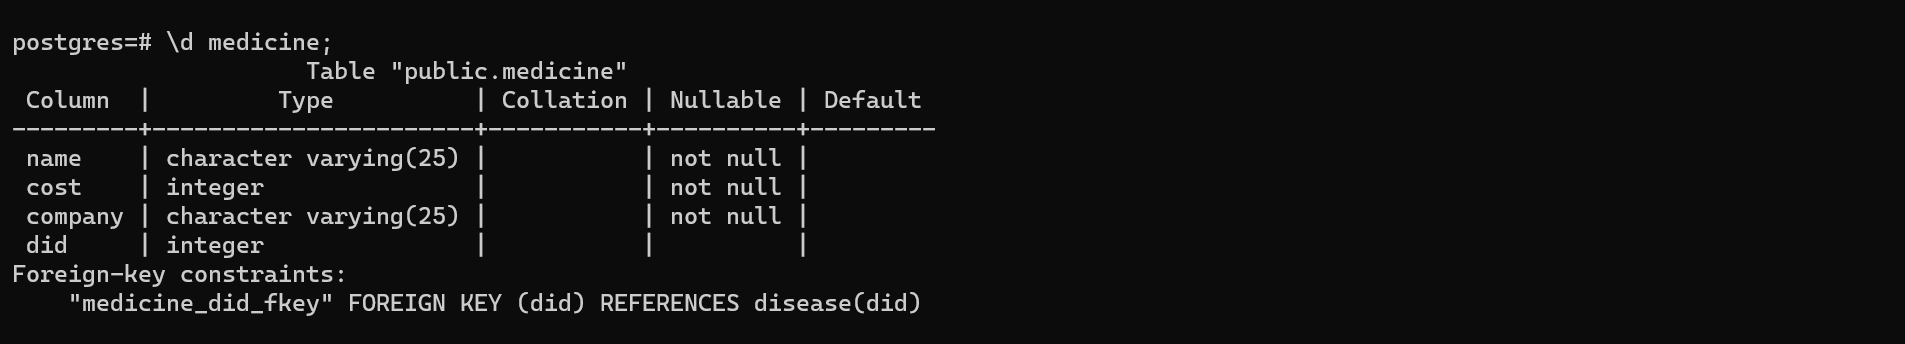 postgres=# \d medicine;
                     Table "public.medicine"
 Column  |         Type          | Collation | Nullable | Default
---------+-----------------------+-----------+----------+---------
 name    | character varying(25) |           | not null |
 cost    | integer               |           | not null |
 company | character varying(25) |           | not null |
 did     | integer               |           |          |
Foreign-key constraints:
    "medicine_did_fkey" FOREIGN KEY (did) REFERENCES disease(did)